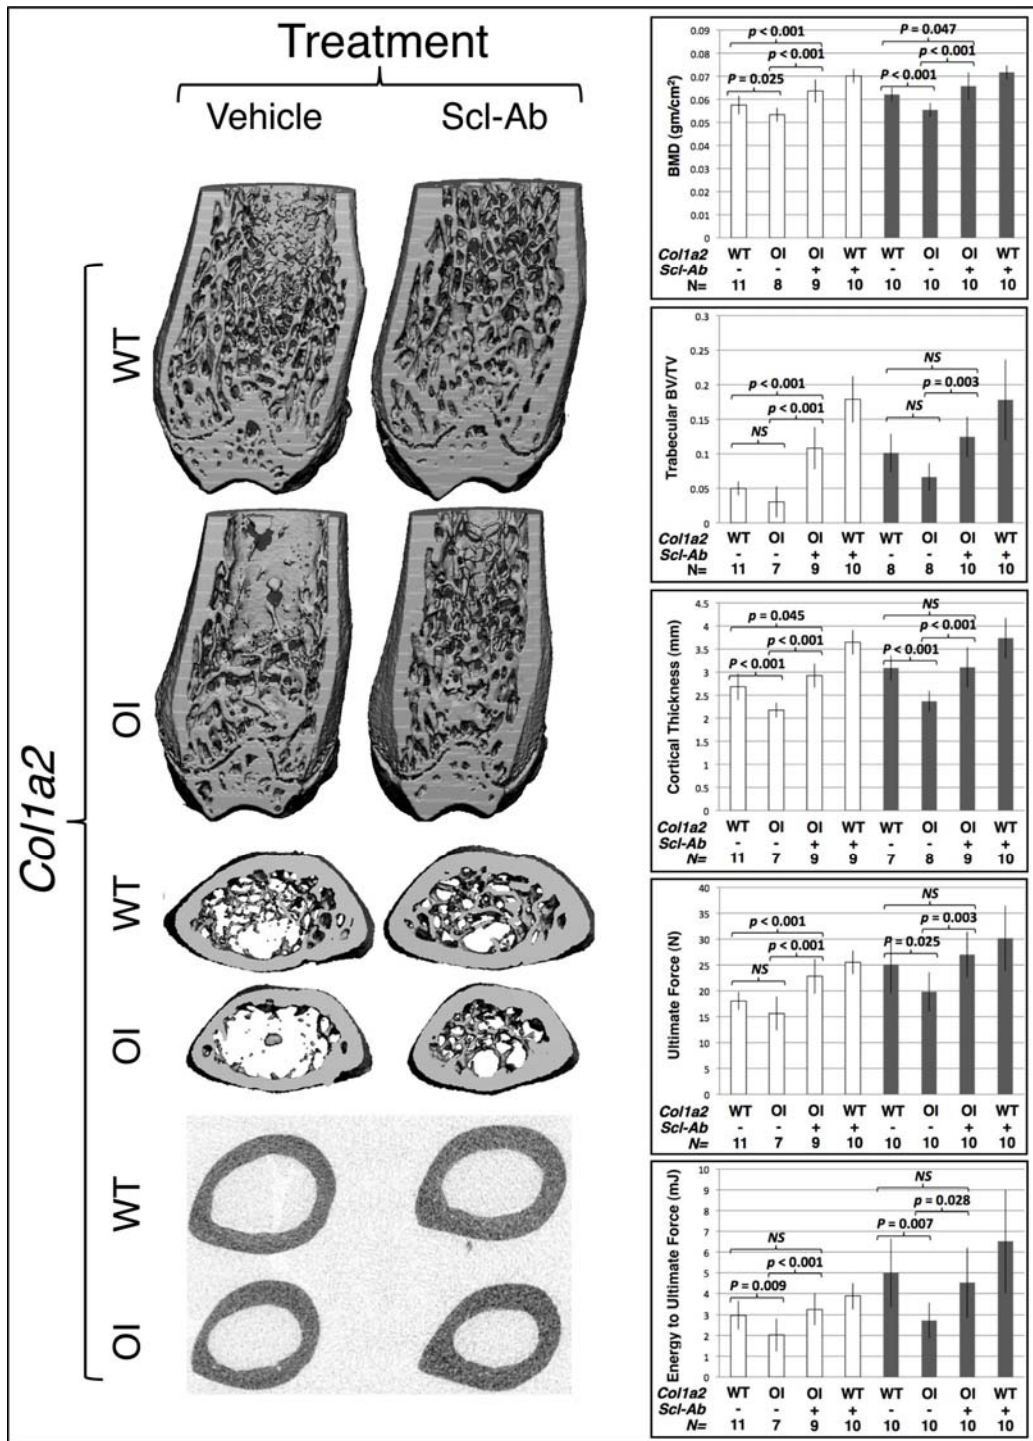 Treatment
Vehicle Scl-Ab
Col1a2
WT
OI
WT
OI
WT
OI
BMD (gm/cm²)
0.09
0.08
0.07
0.06
0.05
0.04
0.03
0.02
0.01
0
P = 0.047
p < 0.001
p < 0.001
p < 0.001
P = 0.025
P < 0.001
Col1a2 WT OI OI WT WT OI OI WT
Scl-Ab - - + + - - + +
N= 11 8 9 10 10 10 10 10
Trabecular BV/TV
0.3
0.25
0.2
0.15
0.1
0.05
0
NS
p < 0.001
p = 0.003
p < 0.001
NS
NS
Col1a2 WT OI OI WT WT OI OI WT
Scl-Ab - - + + - - + +
N= 11 7 9 10 8 8 10 10
Cortical Thickness (mm)
4.5
4
3.5
3
2.5
2
1.5
1
0.5
0
NS
p = 0.045
p < 0.001
p < 0.001
P < 0.001
P < 0.001
Col1a2 WT OI OI WT WT OI OI WT
Scl-Ab - - + + - - + +
N= 11 7 9 9 7 8 9 10
Ultimate Force (N)
40
35
30
25
20
15
10
5
0
NS
p < 0.001
p = 0.003
p < 0.001
P = 0.025
NS
Col1a2 WT OI OI WT WT OI OI WT
Scl-Ab - - + + - - + +
N= 11 7 9 10 10 10 10 10
Energy to Ultimate Force (mJ)
10
9
8
7
6
5
4
3
2
1
0
NS
p = 0.028
NS
P = 0.007
p < 0.001
P = 0.009
Col1a2 WT OI OI WT WT OI OI WT
Scl-Ab - - + + - - + +
N= 11 7 9 10 10 10 10 10